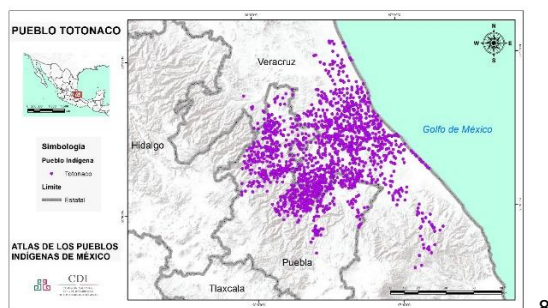 PUEBLO TOTONACO
Simbología
Pueblo Indígena
Totonaco
Límite
Estatal
ATLAS DE LOS PUEBLOS
INDÍGENAS DE MÉXICO
CDI
Veracruz
Hidalgo
Golfo de México
Puebla
Tlaxcala
N
W
E
S
8